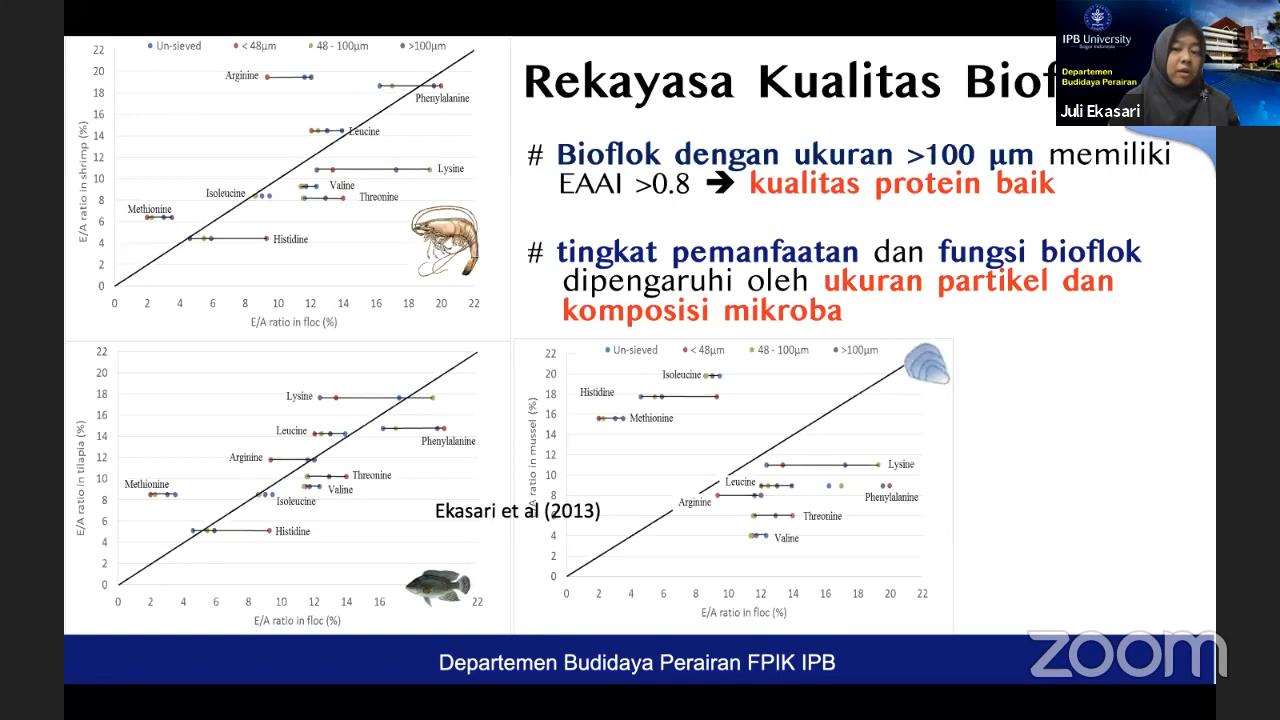 Un-sieved < 48µm 48 - 100µm >100µm
22
20
18
16
14
12
10
8
6
4
2
0
E/A ratio in shrimp (%)
Arginine
Phenylalanine
Leucine
Lysine
Valine
Isoleucine
Threonine
Methionine
Histidine
0 2 4 6 8 10 12 14 16 18 20 22
E/A ratio in floc (%)
Rekayasa Kualitas Biof
# Bioflok dengan ukuran >100 µm memiliki
EAAI >0.8 ➔ kualitas protein baik
# tingkat pemanfaatan dan fungsi bioflok
dipengaruhi oleh ukuran partikel dan
komposisi mikroba
IPB University
Bogor Indonesia
Departemen
Budidaya Perairan
Juli Ekasari
22
20
18
16
14
12
10
8
6
4
2
0
E/A ratio in tilapia (%)
Lysine
Leucine
Phenylalanine
Arginine
Threonine
Methionine
Valine
Isoleucine
Histidine
0 2 4 6 8 10 12 14 16 22
E/A ratio in floc (%)
Ekasari et al (2013)
Un-sieved < 48µm 48 - 100µm >100µm
22
20
18
16
14
12
10
8
6
4
2
0
ratio in mussel (%)
Isoleucine
Histidine
Methionine
Lysine
Leucine
Phenylalanine
Arginine
Threonine
Valine
0 2 4 6 8 10 12 14 16 18 20 22
E/A ratio in floc (%)
Departemen Budidaya Perairan FPIK IPB
zoom